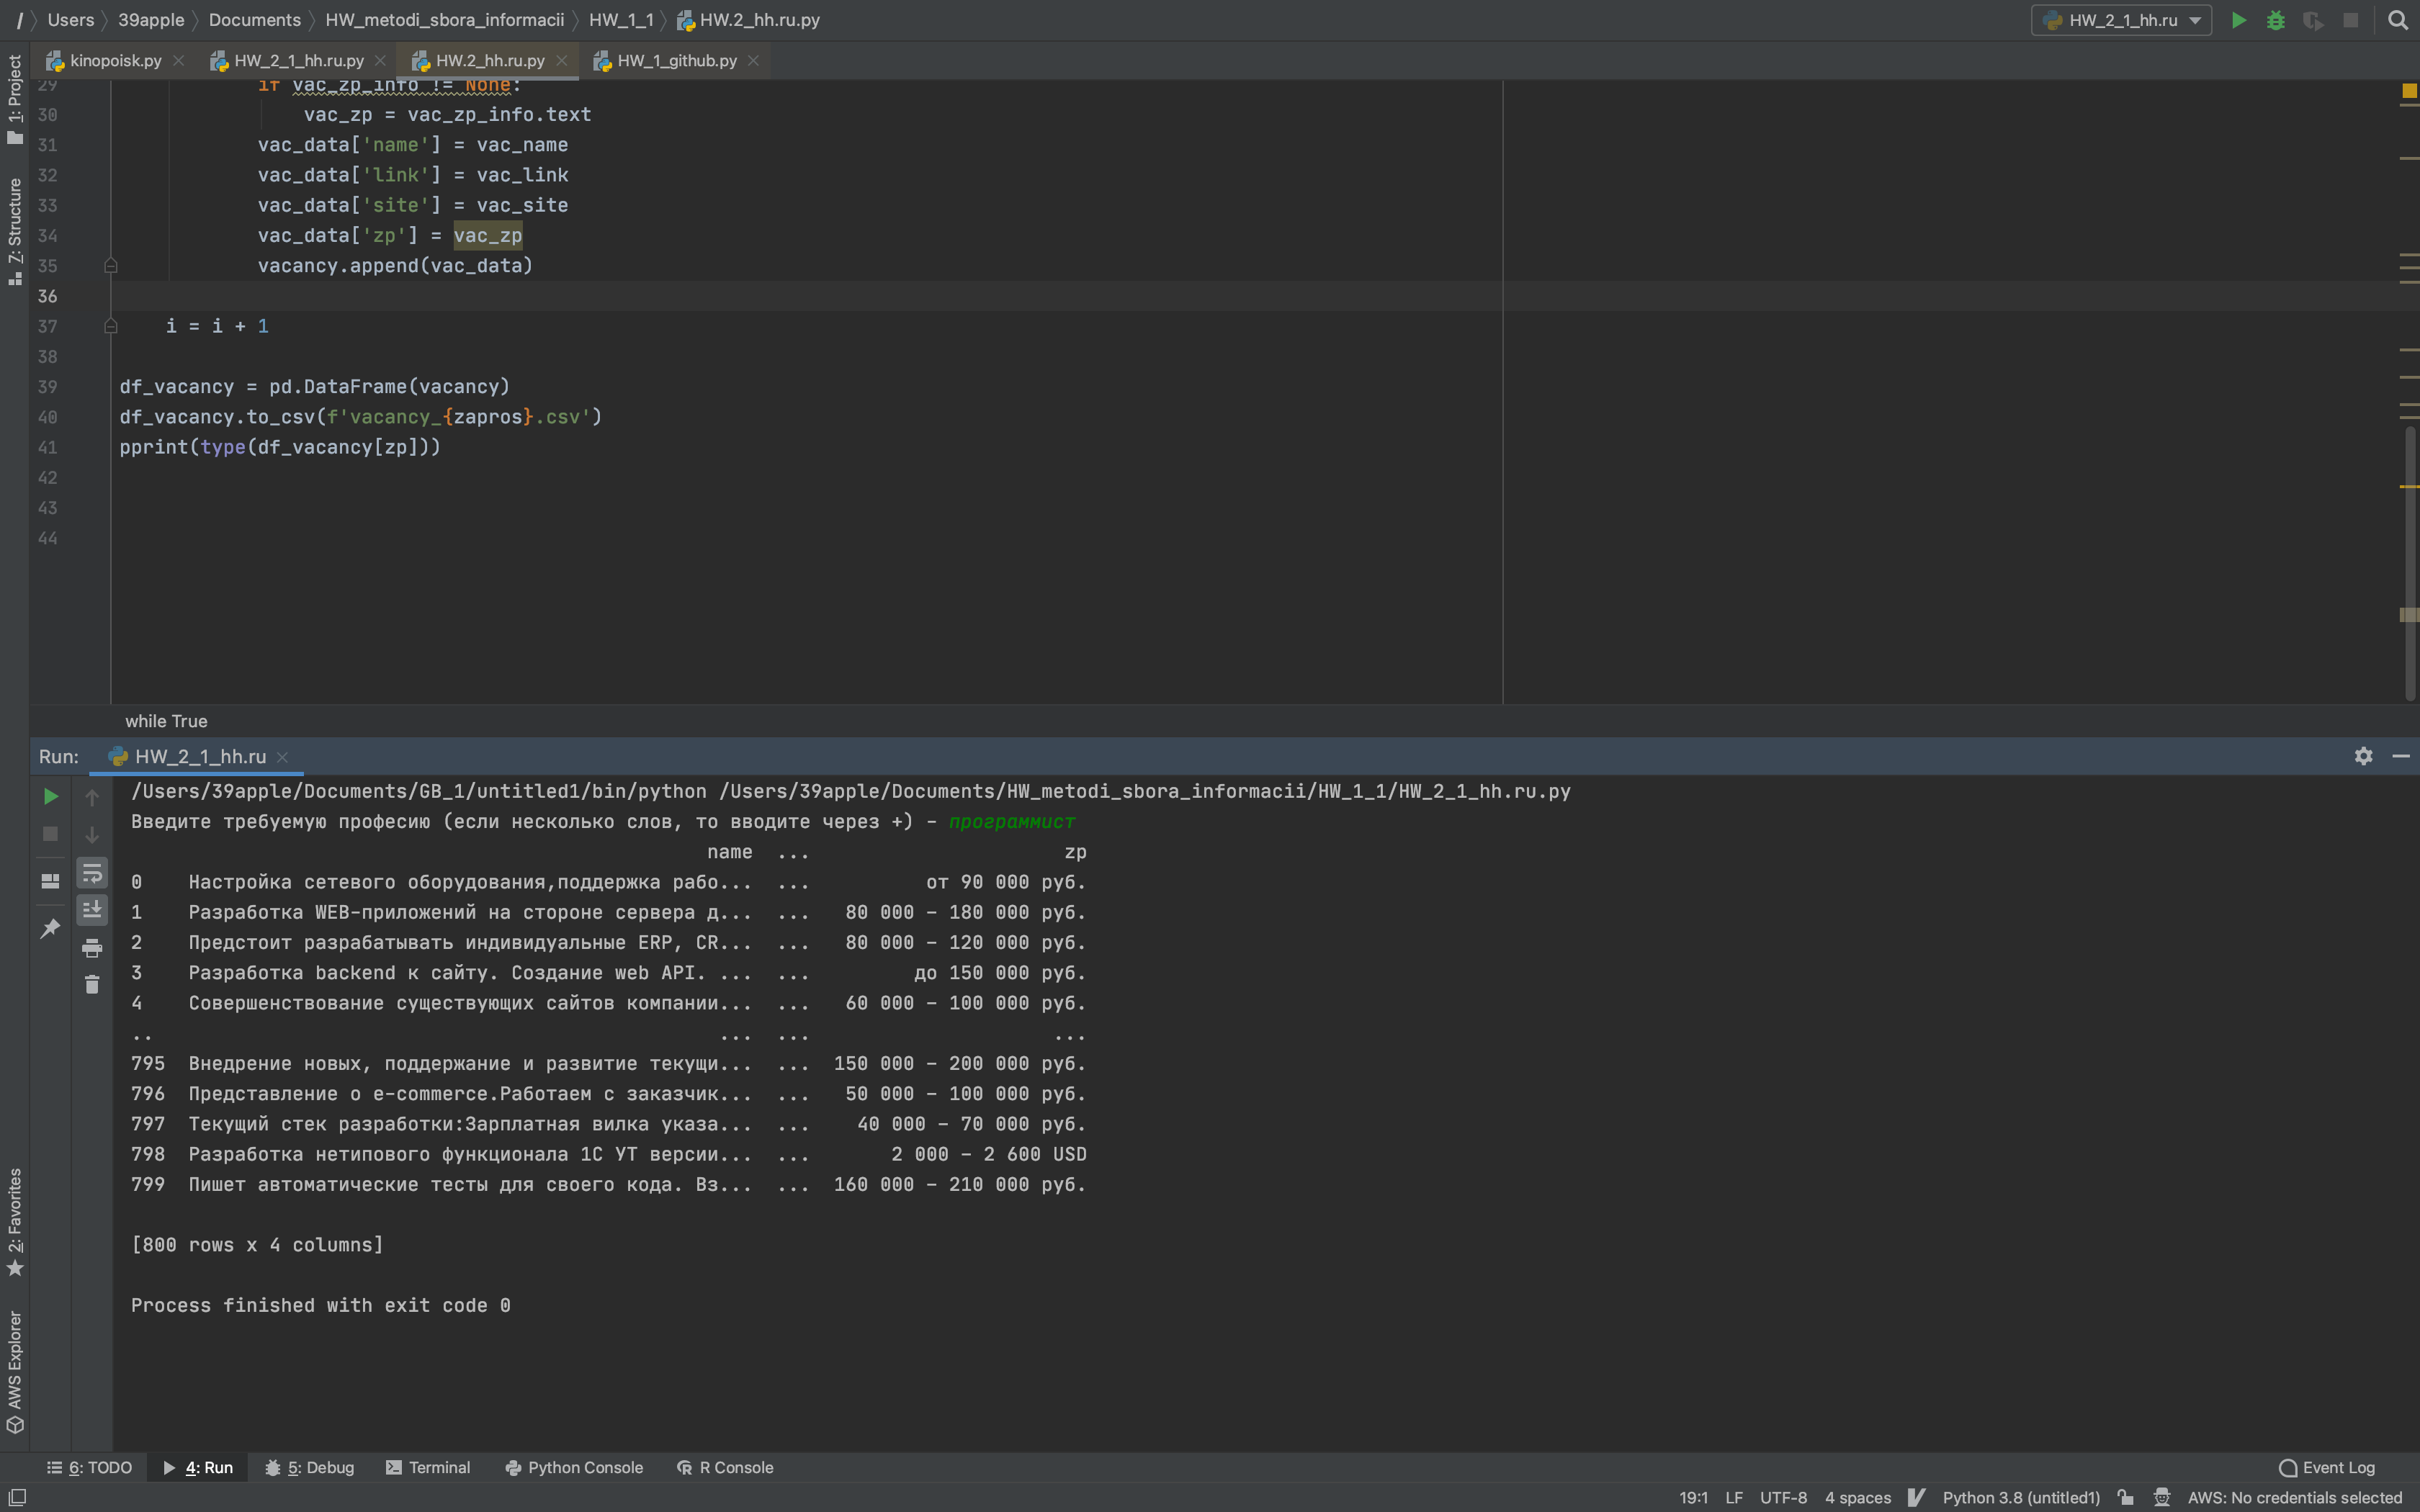 / Users 39apple Documents HW_metodi_sbora_informacii HW_1_1 HW.2_hh.ru.py HW_2_1_hh.ru
kinopoisk.py HW_2_1_hh.ru.py HW.2_hh.ru.py HW_1_github.py
1: Project
7: Structure
2: Favorites
AWS Explorer
29 if vac_zp_info != None:
30 vac_zp = vac_zp_info.text
31 vac_data['name'] = vac_name
32 vac_data['link'] = vac_link
33 vac_data['site'] = vac_site
34 vac_data['zp'] = vac_zp
35 vacancy.append(vac_data)
36
37 i = i + 1
38
39 df_vacancy = pd.DataFrame(vacancy)
40 df_vacancy.to_csv(f'vacancy_{zapros}.csv')
41 pprint(type(df_vacancy[zp]))
42
43
44
while True
Run: HW_2_1_hh.ru
/Users/39apple/Documents/GB_1/untitled1/bin/python /Users/39apple/Documents/HW_metodi_sbora_informacii/HW_1_1/HW_2_1_hh.ru.py
Введите требуемую професию (если несколько слов, то вводите через +) - программист
name ... zp
0 Настройка сетевого оборудования,поддержка рабо... ... от 90 000 руб.
1 Разработка WEB-приложений на стороне сервера д... ... 80 000 - 180 000 руб.
2 Предстоит разрабатывать индивидуальные ERP, CR... ... 80 000 - 120 000 руб.
3 Разработка backend к сайту. Создание web API. ... ... до 150 000 руб.
4 Совершенствование существующих сайтов компании... ... 60 000 - 100 000 руб.
.. ... ... ...
795 Внедрение новых, поддержание и развитие текущи... ... 150 000 - 200 000 руб.
796 Представление о e-commerce.Работаем с заказчик... ... 50 000 - 100 000 руб.
797 Текущий стек разработки:Зарплатная вилка указа... ... 40 000 - 70 000 руб.
798 Разработка нетипового функционала 1С УТ версии... ... 2 000 - 2 600 USD
799 Пишет автоматические тесты для своего кода. Вз... ... 160 000 - 210 000 руб.
[800 rows x 4 columns]
Process finished with exit code 0
6: TODO 4: Run 5: Debug Terminal Python Console R Console Event Log
19:1 LF UTF-8 4 spaces Python 3.8 (untitled1) AWS: No credentials selected